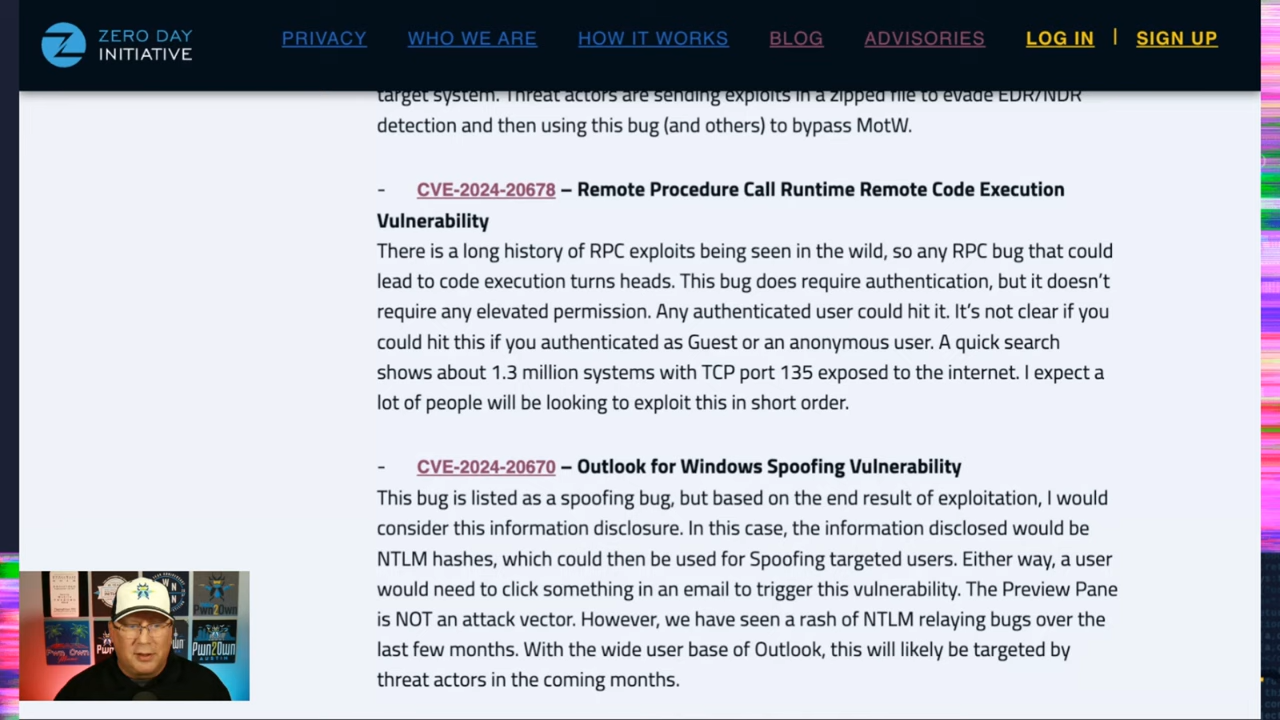 ZERO DAY
INITIATIVE
PRIVACY WHO WE ARE HOW IT WORKS BLOG ADVISORIES LOG IN | SIGN UP
target system. Threat actors are sending exploits in a zipped file to evade EDR/NDR
detection and then using this bug (and others) to bypass MotW.
- CVE-2024-20678 – Remote Procedure Call Runtime Remote Code Execution
Vulnerability
There is a long history of RPC exploits being seen in the wild, so any RPC bug that could
lead to code execution turns heads. This bug does require authentication, but it doesn’t
require any elevated permission. Any authenticated user could hit it. It’s not clear if you
could hit this if you authenticated as Guest or an anonymous user. A quick search
shows about 1.3 million systems with TCP port 135 exposed to the internet. I expect a
lot of people will be looking to exploit this in short order.
- CVE-2024-20670 – Outlook for Windows Spoofing Vulnerability
This bug is listed as a spoofing bug, but based on the end result of exploitation, I would
consider this information disclosure. In this case, the information disclosed would be
NTLM hashes, which could then be used for Spoofing targeted users. Either way, a user
would need to click something in an email to trigger this vulnerability. The Preview Pane
is NOT an attack vector. However, we have seen a rash of NTLM relaying bugs over the
last few months. With the wide user base of Outlook, this will likely be targeted by
threat actors in the coming months.
Pwn2Own
Pwn2Own
AUSTIN